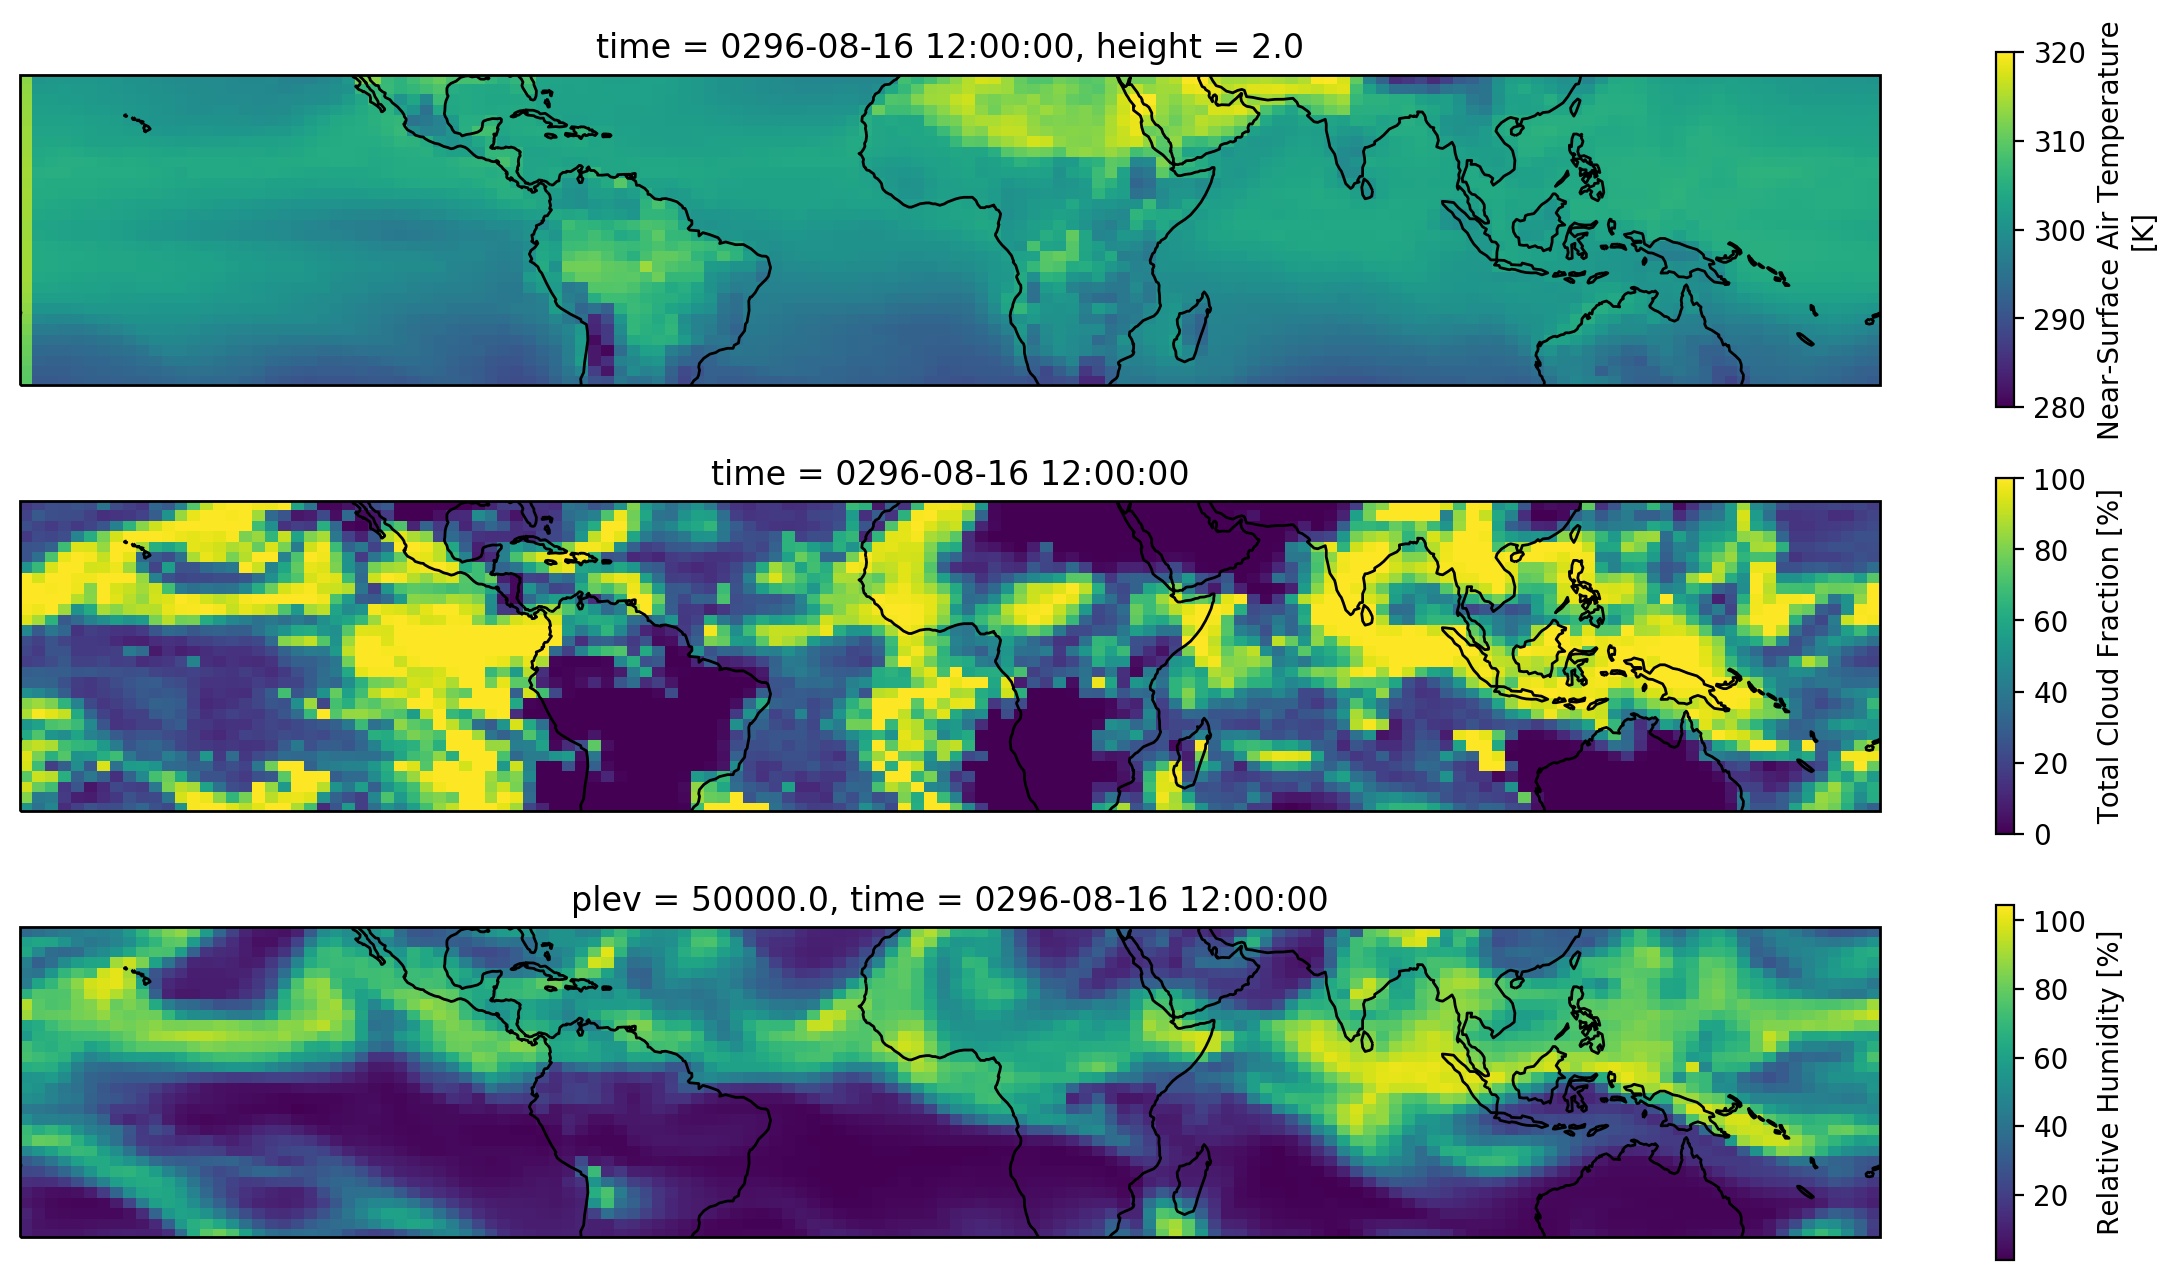 time = 0296-08-16 12:00:00, height = 2.0
320
310
300
290
280
Near-Surface Air Temperature
[K]
time = 0296-08-16 12:00:00
100
80
60
40
20
0
Total Cloud Fraction [%]
plev = 50000.0, time = 0296-08-16 12:00:00
100
80
60
40
20
Relative Humidity [%]